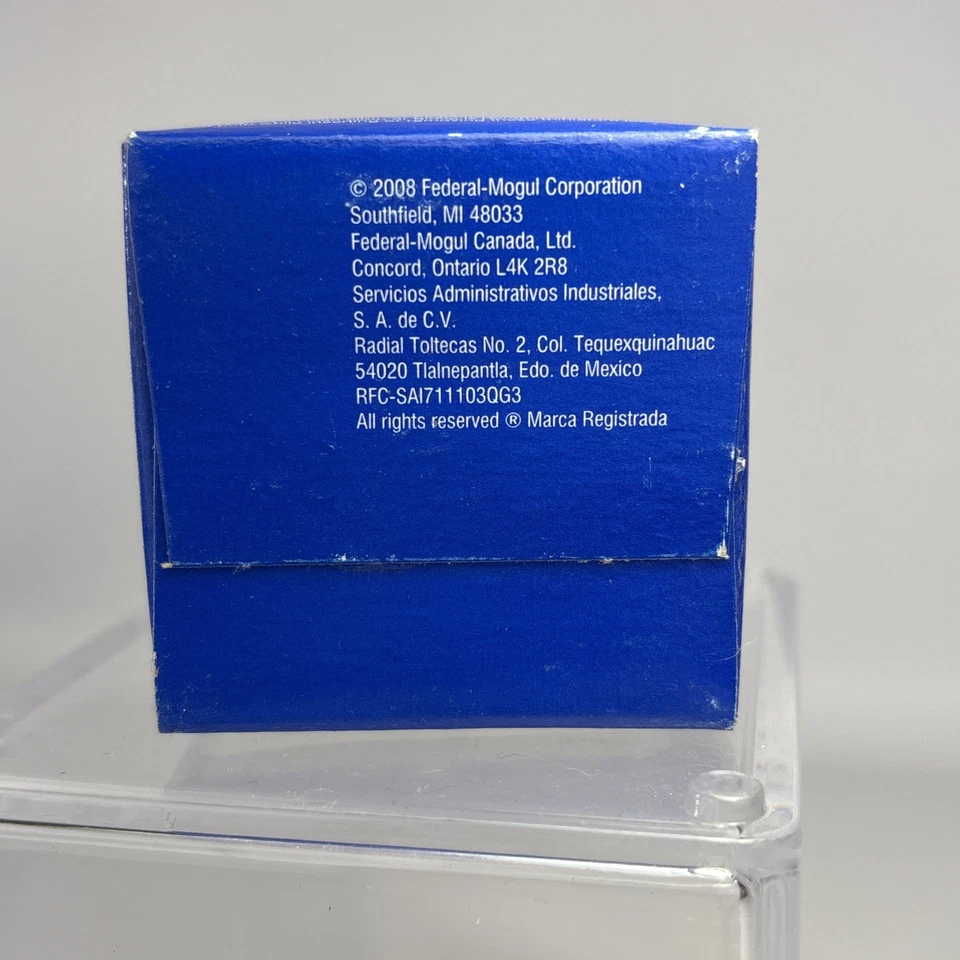 © 2008 Federal-Mogul Corporation
Southfield, MI 48033
Federal-Mogul Canada, Ltd.
Concord, Ontario L4K 2R8
Servicios Administrativos Industriales,
S. A. de C.V.
Radial Toltecas No. 2, Col. Tequexquinahuac
54020 Tlalnepantla, Edo. de Mexico
RFC-SAI711103QG3
All rights reserved ® Marca Registrada